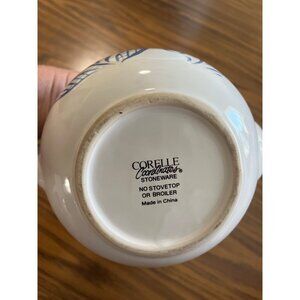 CORELLE
Coordinates®
STONEWARE
NO STOVETOP
OR BROILER
Made in China